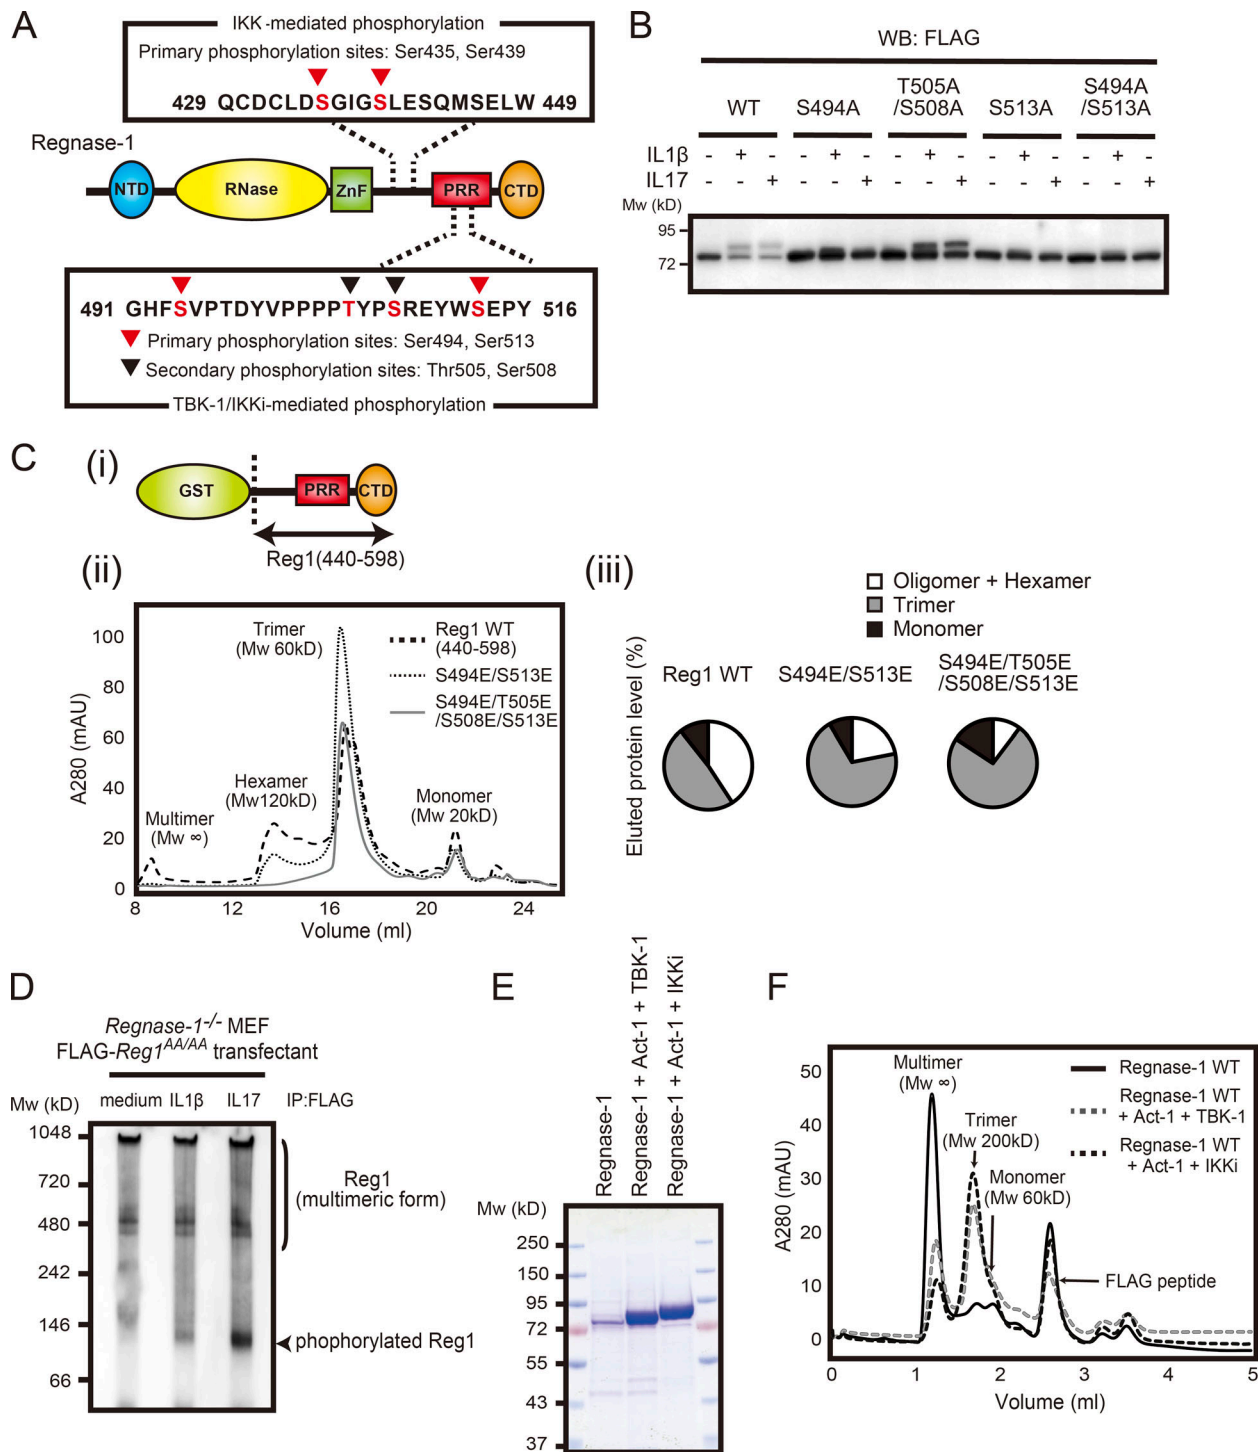 A
IKK-mediated phosphorylation
Primary phosphorylation sites: Ser435, Ser439
429 QCDCLDSGIGSLESQMSELW 449
Regnase-1
NTD
RNase
ZnF
PRR
CTD
491 GHFSVPTDYVPPPPTYPSREYWSEPY 516
Primary phosphorylation sites: Ser494, Ser513
Secondary phosphorylation sites: Thr505, Ser508
TBK-1/IKKi-mediated phosphorylation
B
WB: FLAG
WT
S494A
T505A
/S508A
S513A
S494A
/S513A
IL1β - + - - + - - + - - + - - + -
IL17 - - + - - + - - + - - + - - +
Mw (kD)
95
72
C
(i)
GST
PRR
CTD
Reg1(440-598)
(ii)
A280 (mAU)
100
80
60
40
20
0
8 12 16 20 24
Volume (ml)
Multimer
(Mw ∞)
Hexamer
(Mw120kD)
Trimer
(Mw 60kD)
Monomer
(Mw 20kD)
Reg1 WT
(440-598)
S494E/S513E
S494E/T505E
/S508E/S513E
(iii)
Oligomer + Hexamer
Trimer
Monomer
Eluted protein level (%)
Reg1 WT
S494E/S513E
S494E/T505E
/S508E/S513E
D
Regnase-1-/- MEF
FLAG-Reg1AA/AA transfectant
Mw (kD)
medium IL1β IL17 IP:FLAG
1048
720
480
242
146
66
Reg1
(multimeric form)
phophorylated Reg1
E
Regnase-1
Regnase-1 + Act-1 + TBK-1
Regnase-1 + Act-1 + IKKi
Mw (kD)
250
150
95
72
55
43
37
F
A280 (mAU)
50
40
30
20
10
0
0 1 2 3 4 5
Volume (ml)
Multimer
(Mw ∞)
Trimer
(Mw 200kD)
Monomer
(Mw 60kD)
FLAG peptide
Regnase-1 WT
Regnase-1 WT
+ Act-1 + TBK-1
Regnase-1 WT
+ Act-1 + IKKi